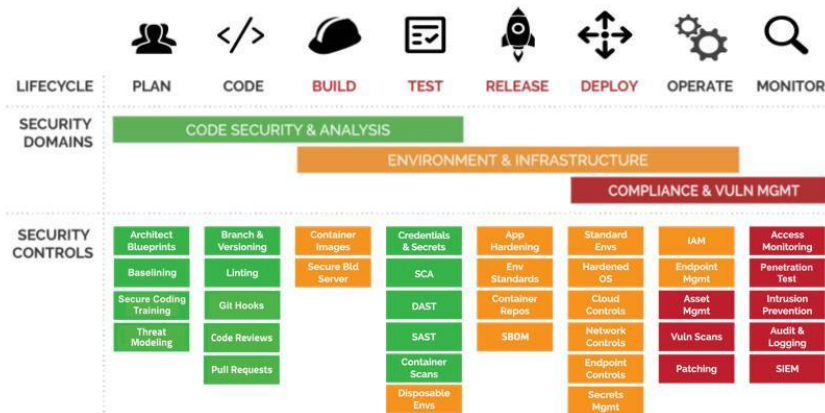 LIFECYCLE PLAN CODE BUILD TEST RELEASE DEPLOY OPERATE MONITOR
SECURITY
DOMAINS
CODE SECURITY & ANALYSIS
ENVIRONMENT & INFRASTRUCTURE
COMPLIANCE & VULN MGMT
SECURITY
CONTROLS
Architect
Blueprints
Baselining
Secure Coding
Training
Threat
Modeling
Branch &
Versioning
Linting
Git Hooks
Code Reviews
Pull Requests
Container
Images
Secure Bld
Server
Credentials
& Secrets
SCA
DAST
SAST
Container
Scans
Disposable
Envs
App
Hardening
Env
Standards
Container
Repos
SBOM
Standard
Envs
Hardened
OS
Cloud
Controls
Network
Controls
Endpoint
Controls
Secrets
Mgmt
IAM
Endpoint
Mgmt
Asset
Mgmt
Vuln Scans
Patching
Access
Monitoring
Penetration
Test
Intrusion
Prevention
Audit &
Logging
SIEM